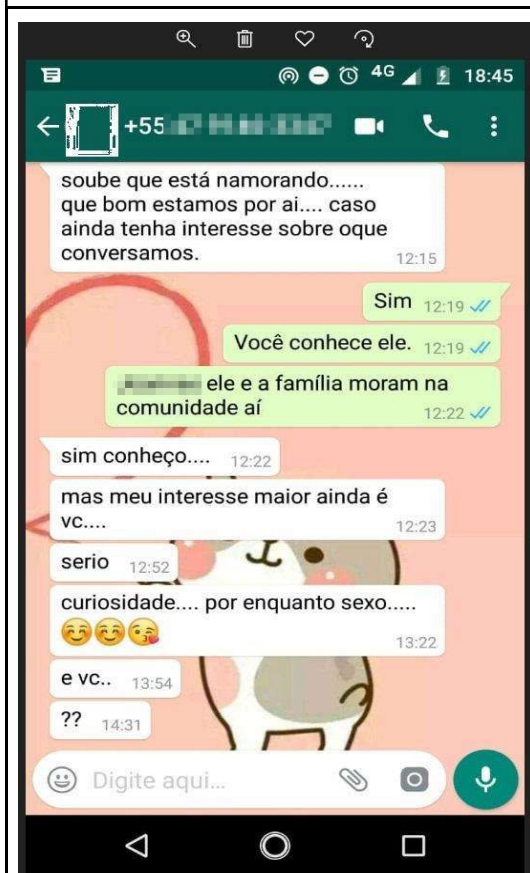 4G 18:45
+55
soube que está namorando......
que bom estamos por ai.... caso
ainda tenha interesse sobre oque
conversamos. 12:15
Sim 12:19
Você conhece ele. 12:19
ele e a família moram na
comunidade aí 12:22
sim conheço.... 12:22
mas meu interesse maior ainda é
vc.... 12:23
serio 12:52
curiosidade.... por enquanto sexo.....
☺️☺️😘 13:22
e vc.. 13:54
?? 14:31
Digite aqui...